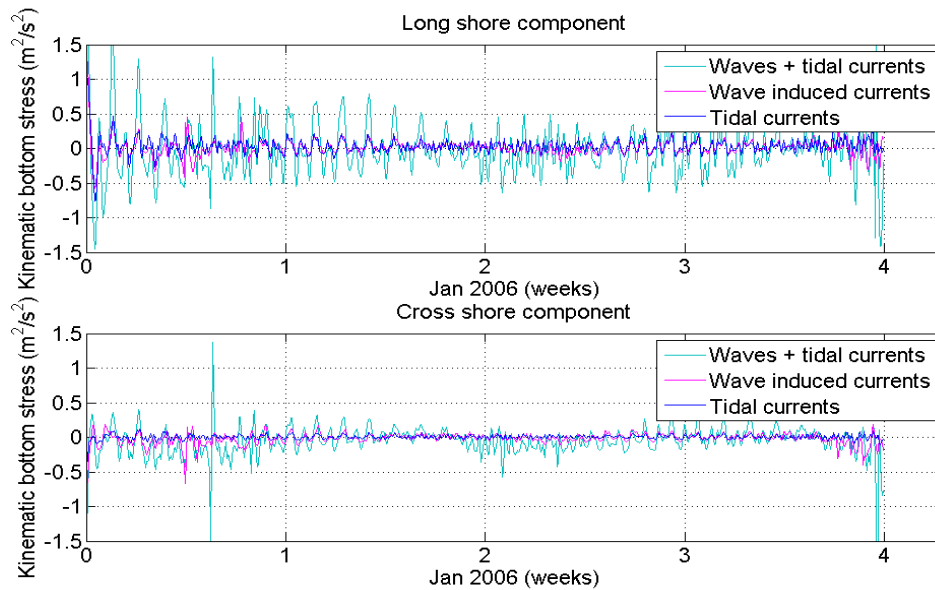 Long shore component
Kinematic bottom stress (m²/s²)
1.5
1
0.5
0
-0.5
-1
-1.5
Waves + tidal currents
Wave induced currents
Tidal currents
0 1 2 3 4
Jan 2006 (weeks)
Cross shore component
Kinematic bottom stress (m²/s²)
1.5
1
0.5
0
-0.5
-1
-1.5
Waves + tidal currents
Wave induced currents
Tidal currents
0 1 2 3 4
Jan 2006 (weeks)